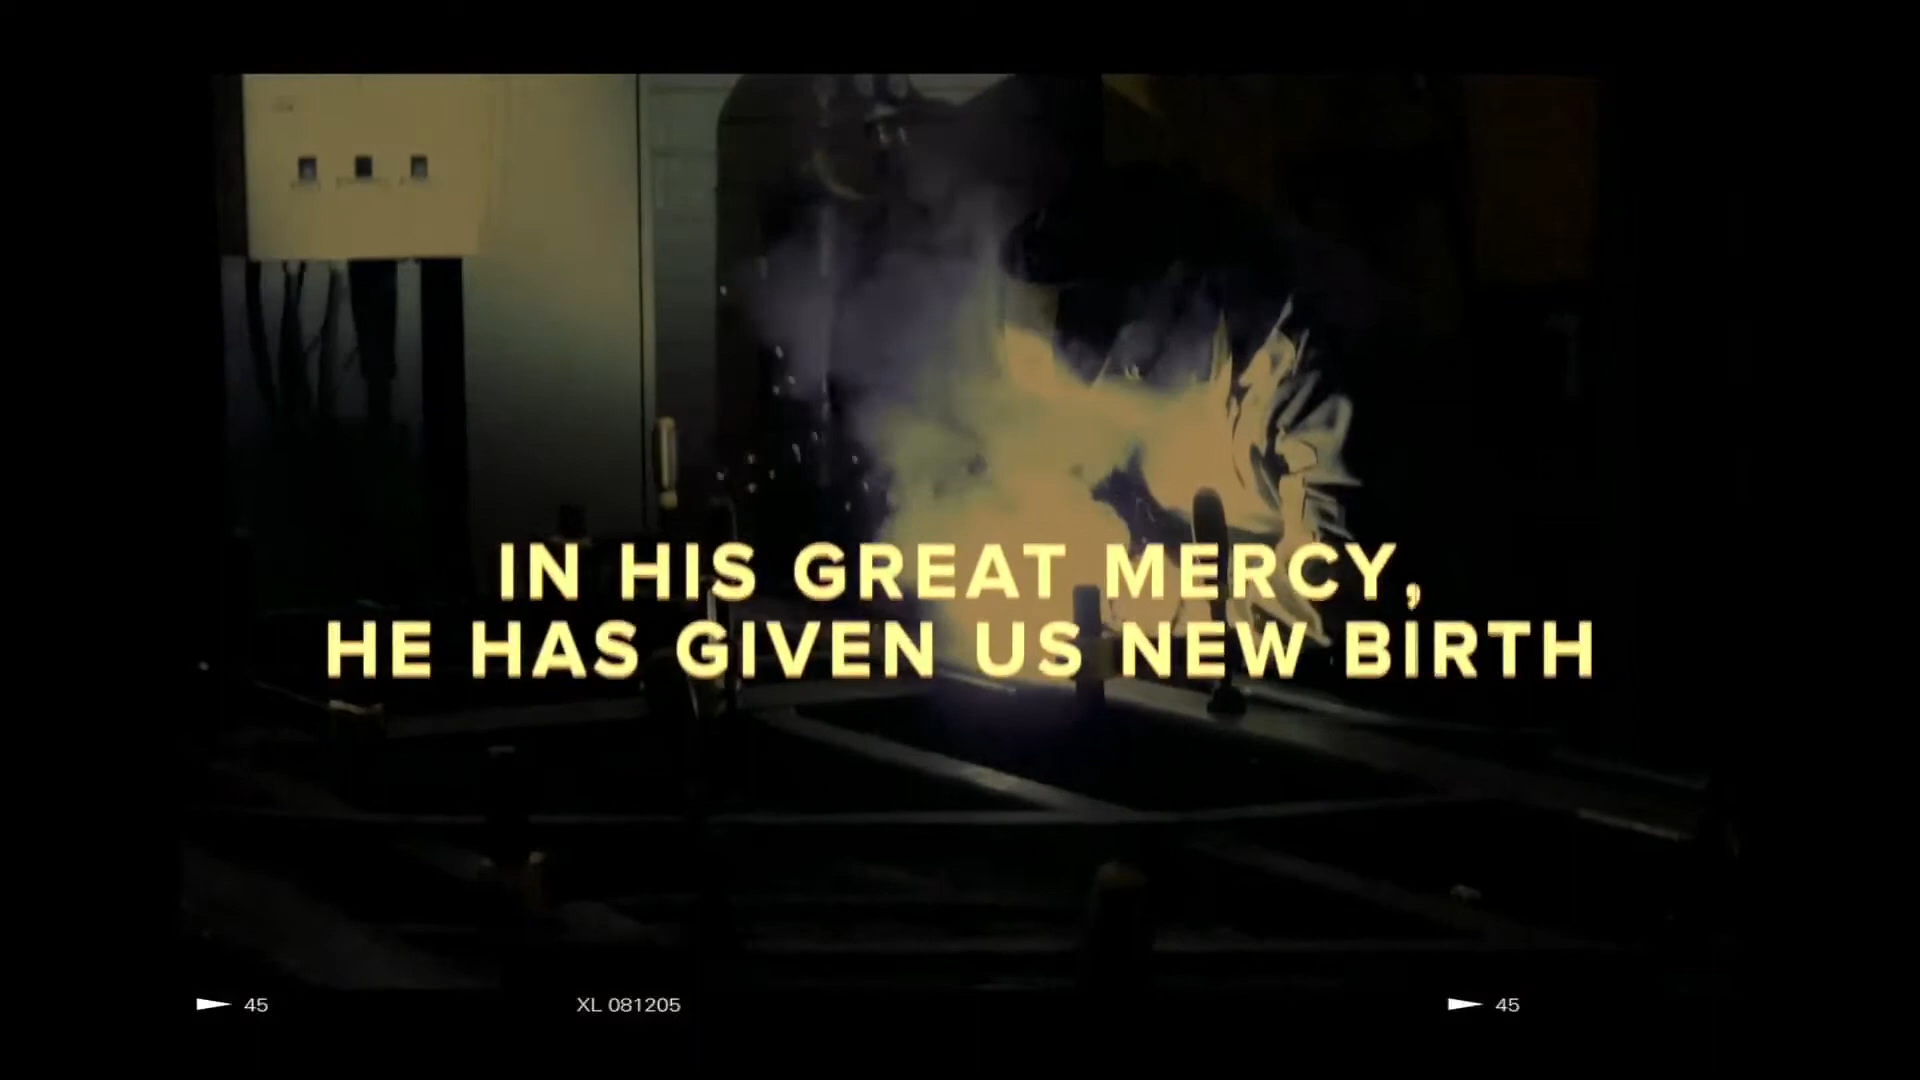 IN HIS GREAT MERCY,
HE HAS GIVEN US NEW BIRTH
45
XL 081205
45